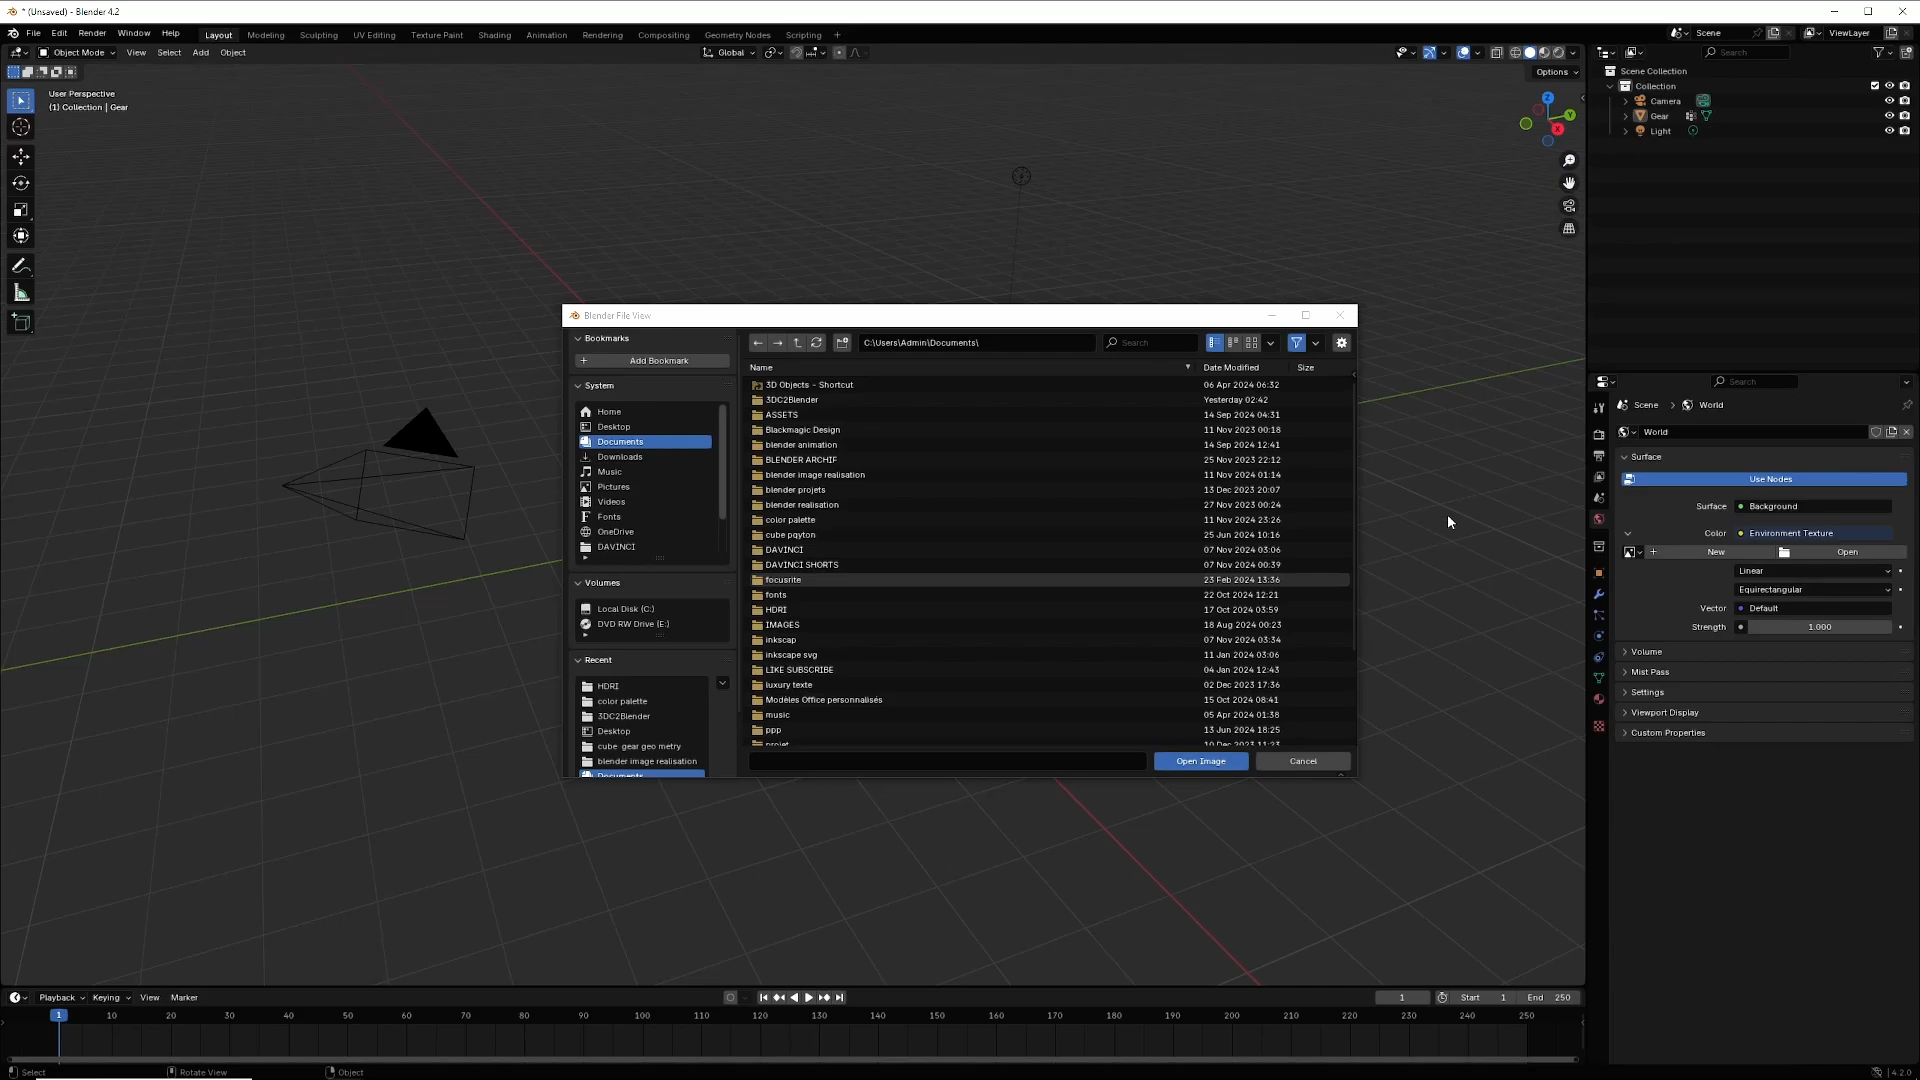 * (Unsaved) - Blender 4.2
File Edit Render Window Help Layout Modeling Sculpting UV Editing Texture Paint Shading Animation Rendering Compositing Geometry Nodes Scripting + Scene ViewLayer
Object Mode View Select Add Object Global Search
Options
User Perspective
(1) Collection | Gear
Z
Y
X
Scene Collection
Collection
Camera
Gear
Light
Blender File View
Bookmarks
Add Bookmark
System
Home
Desktop
Documents
Downloads
Music
Pictures
Videos
Fonts
OneDrive
DAVINCI
Volumes
Local Disk (C:)
DVD RW Drive (E:)
Recent
HDRI
color palette
3DC2Blender
Desktop
cube gear geo metry
blender image realisation
Documents
C:\Users\Admin\Documents\ Search
Name Date Modified Size
3D Objects - Shortcut 06 Apr 2024 06:32
3DC2Blender Yesterday 02:42
ASSETS 14 Sep 2024 04:31
Blackmagic Design 11 Nov 2023 00:18
blender animation 14 Sep 2024 12:41
BLENDER ARCHIF 25 Nov 2023 22:12
blender image realisation 11 Nov 2024 01:14
blender projets 13 Dec 2023 20:07
blender realisation 27 Nov 2023 00:24
color palette 11 Nov 2024 23:26
cube pqyton 25 Jun 2024 10:16
DAVINCI 07 Nov 2024 03:06
DAVINCI SHORTS 07 Nov 2024 00:39
focusrite 23 Feb 2024 13:36
fonts 22 Oct 2024 12:21
HDRI 17 Oct 2024 03:59
IMAGES 18 Aug 2024 00:23
inkscap 07 Nov 2024 03:34
inkscape svg 11 Jan 2024 03:06
LIKE SUBSCRIBE 04 Jan 2024 12:43
luxury texte 02 Dec 2023 17:36
Modèles Office personnalisés 15 Oct 2024 08:41
music 05 Apr 2024 01:38
ppp 13 Jun 2024 18:25
projet 10 Dec 2023 11:23
Open Image Cancel
Search
Scene > World
World
Surface
Use Nodes
Surface Background
Color Environment Texture
New Open
Linear
Equirectangular
Vector Default
Strength 1.000
Volume
Mist Pass
Settings
Viewport Display
Custom Properties
Playback Keying View Marker 1 Start 1 End 250
1 10 20 30 40 50 60 70 80 90 100 110 120 130 140 150 160 170 180 190 200 210 220 230 240 250
Select Rotate View Object 4.2.0